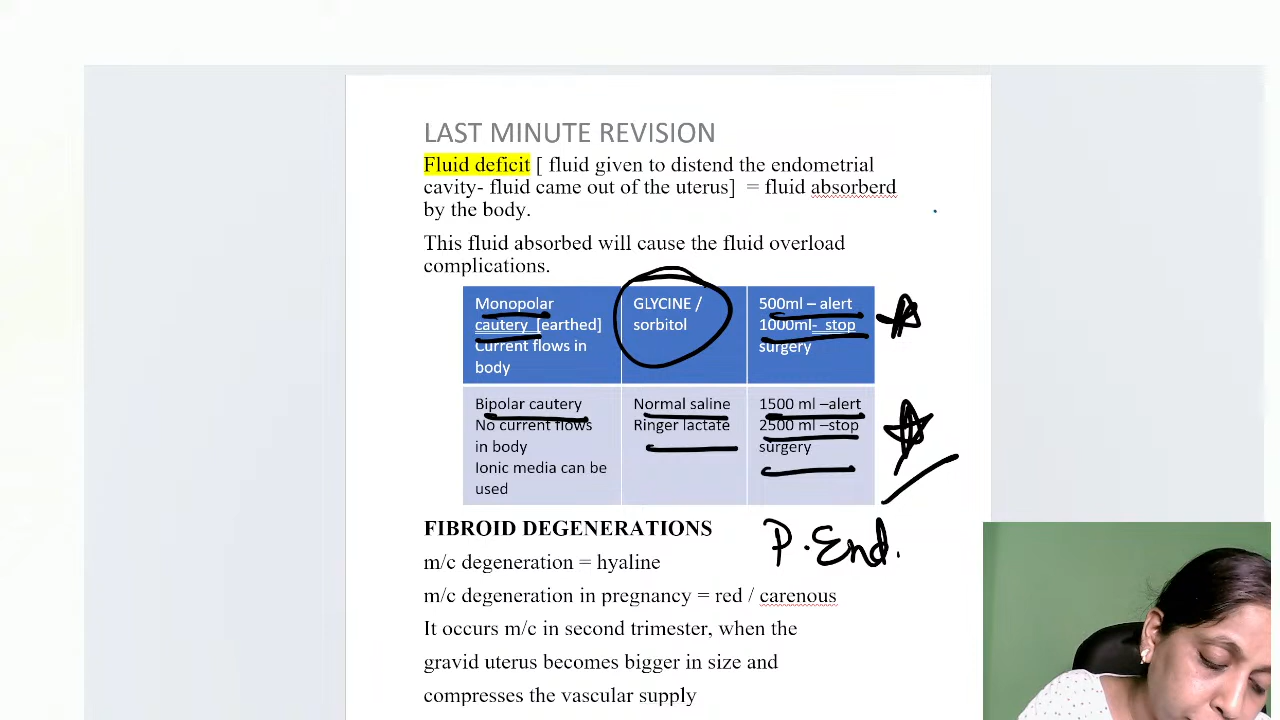 LAST MINUTE REVISION
Fluid deficit [ fluid given to distend the endometrial
cavity- fluid came out of the uterus]  = fluid absorberd
by the body.
This fluid absorbed will cause the fluid overload
complications.
Monopolar
cautery [earthed]
Current flows in
body
GLYCINE /
sorbitol
500ml – alert
1000ml- stop
surgery
Bipolar cautery
No current flows
in body
Ionic media can be
used
Normal saline
Ringer lactate
1500 ml –alert
2500 ml –stop
surgery
FIBROID DEGENERATIONS
P. End.
m/c degeneration = hyaline
m/c degeneration in pregnancy = red / carenous
It occurs m/c in second trimester, when the
gravid uterus becomes bigger in size and
compresses the vascular supply